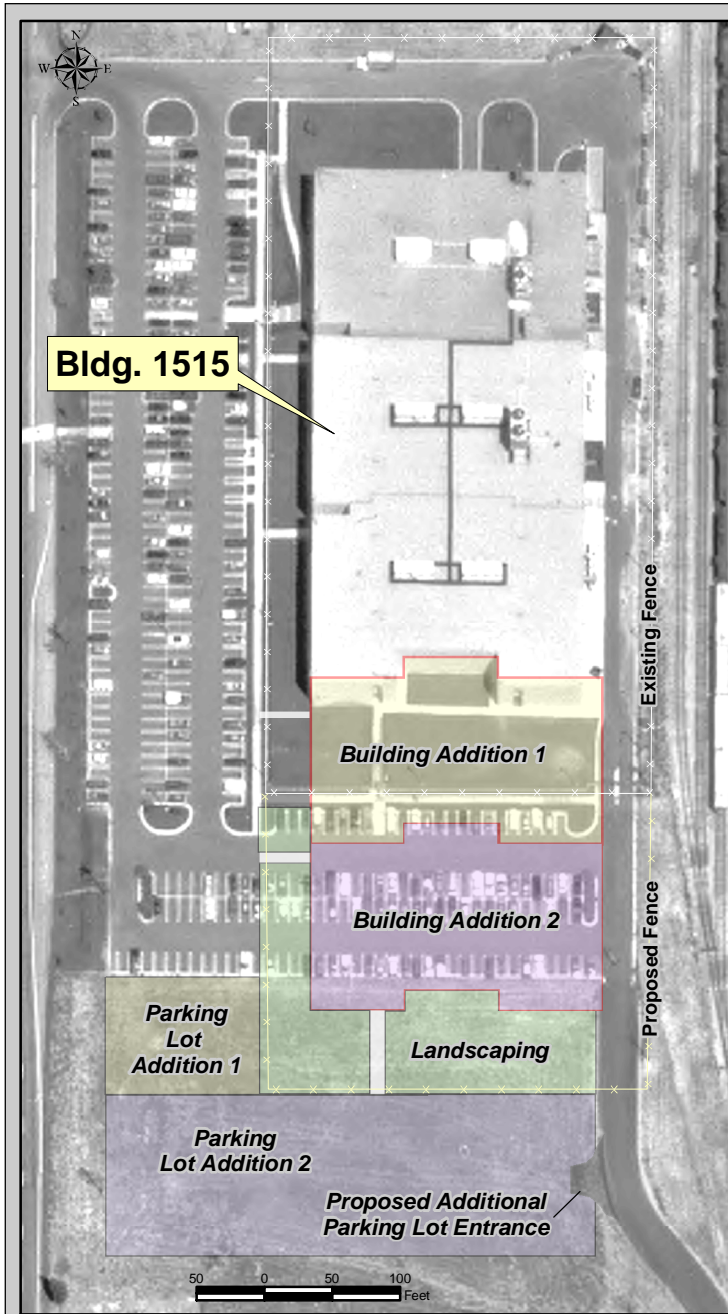 N
W E
S
Bldg. 1515
Existing Fence
Building Addition 1
Building Addition 2
Proposed Fence
Parking
Lot
Addition 1
Landscaping
Parking
Lot Addition 2
Proposed Additional
Parking Lot Entrance
50 0 50 100
Feet